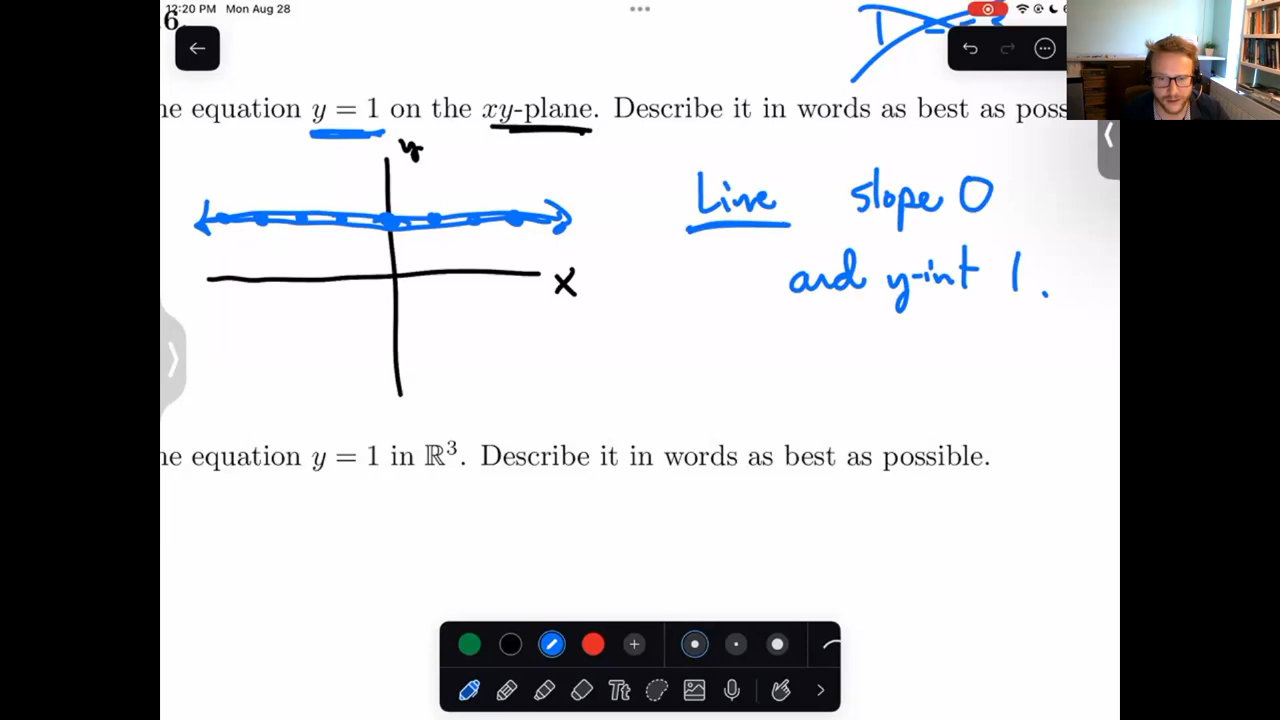 12:20 PM Mon Aug 28
6.
he equation y = 1 on the xy-plane. Describe it in words as best as poss
y
Line slope 0
and y-int 1.
x
he equation y = 1 in ℝ³. Describe it in words as best as possible.
Tt